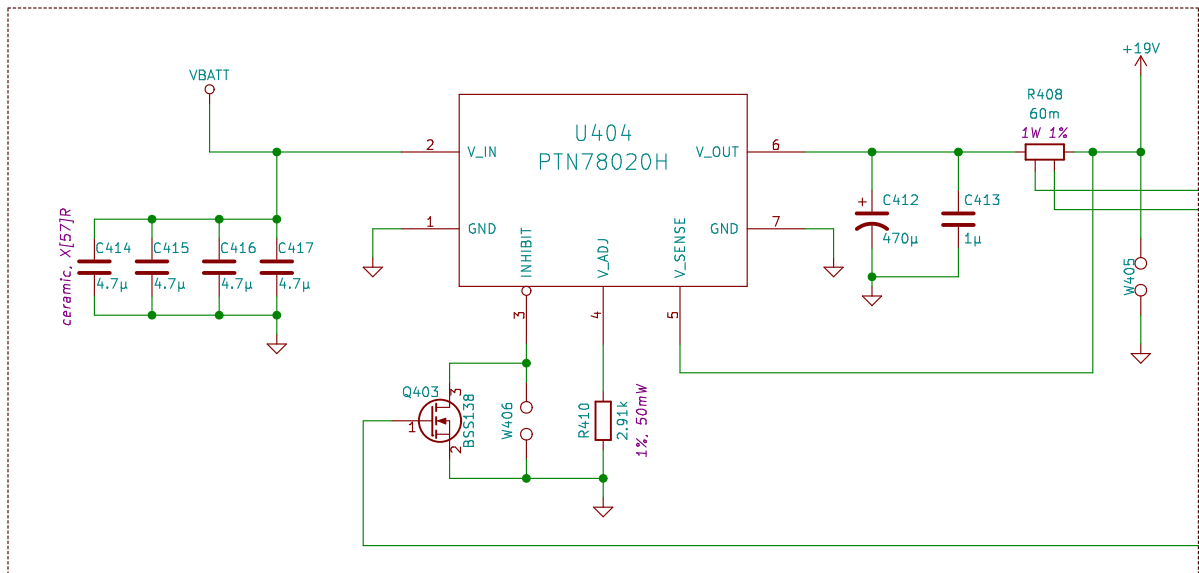 +19V
VBATT
R408
60m
1W 1%
U404
PTN78020H
2
V_IN
V_OUT
6
1
GND
INHIBIT
V_ADJ
V_SENSE
GND
7
+
C412
470µ
C413
1µ
ceramic, X[57]R
C414
4.7µ
C415
4.7µ
C416
4.7µ
C417
4.7µ
W405
3
4
5
Q403
BSS138
3
1
2
W406
R410
2.91k
1%, 50mW